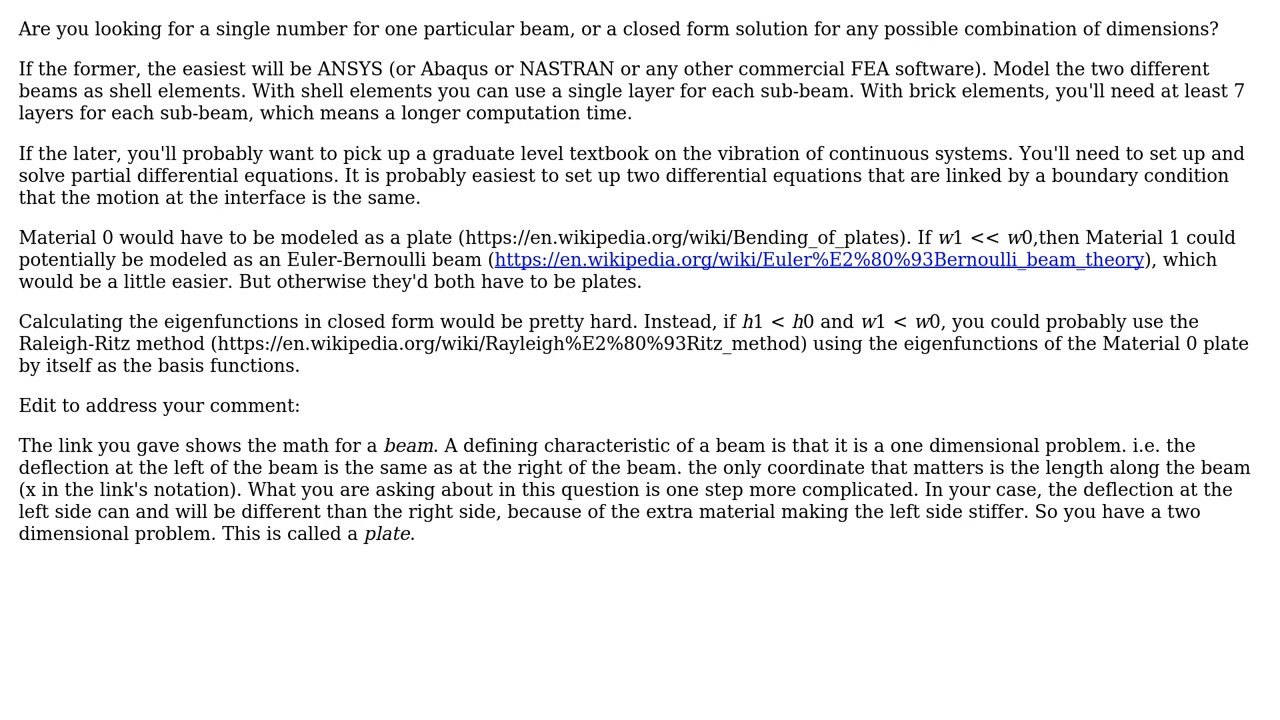 Are you looking for a single number for one particular beam, or a closed form solution for any possible combination of dimensions?
If the former, the easiest will be ANSYS (or Abaqus or NASTRAN or any other commercial FEA software). Model the two different
beams as shell elements. With shell elements you can use a single layer for each sub-beam. With brick elements, you'll need at least 7
layers for each sub-beam, which means a longer computation time.
If the later, you'll probably want to pick up a graduate level textbook on the vibration of continuous systems. You'll need to set up and
solve partial differential equations. It is probably easiest to set up two differential equations that are linked by a boundary condition
that the motion at the interface is the same.
Material 0 would have to be modeled as a plate (https://en.wikipedia.org/wiki/Bending_of_plates). If w1 << w0,then Material 1 could
potentially be modeled as an Euler-Bernoulli beam (https://en.wikipedia.org/wiki/Euler%E2%80%93Bernoulli_beam_theory), which
would be a little easier. But otherwise they'd both have to be plates.
Calculating the eigenfunctions in closed form would be pretty hard. Instead, if h1 < h0 and w1 < w0, you could probably use the
Raleigh-Ritz method (https://en.wikipedia.org/wiki/Rayleigh%E2%80%93Ritz_method) using the eigenfunctions of the Material 0 plate
by itself as the basis functions.
Edit to address your comment:
The link you gave shows the math for a beam. A defining characteristic of a beam is that it is a one dimensional problem. i.e. the
deflection at the left of the beam is the same as at the right of the beam. the only coordinate that matters is the length along the beam
(x in the link's notation). What you are asking about in this question is one step more complicated. In your case, the deflection at the
left side can and will be different than the right side, because of the extra material making the left side stiffer. So you have a two
dimensional problem. This is called a plate.